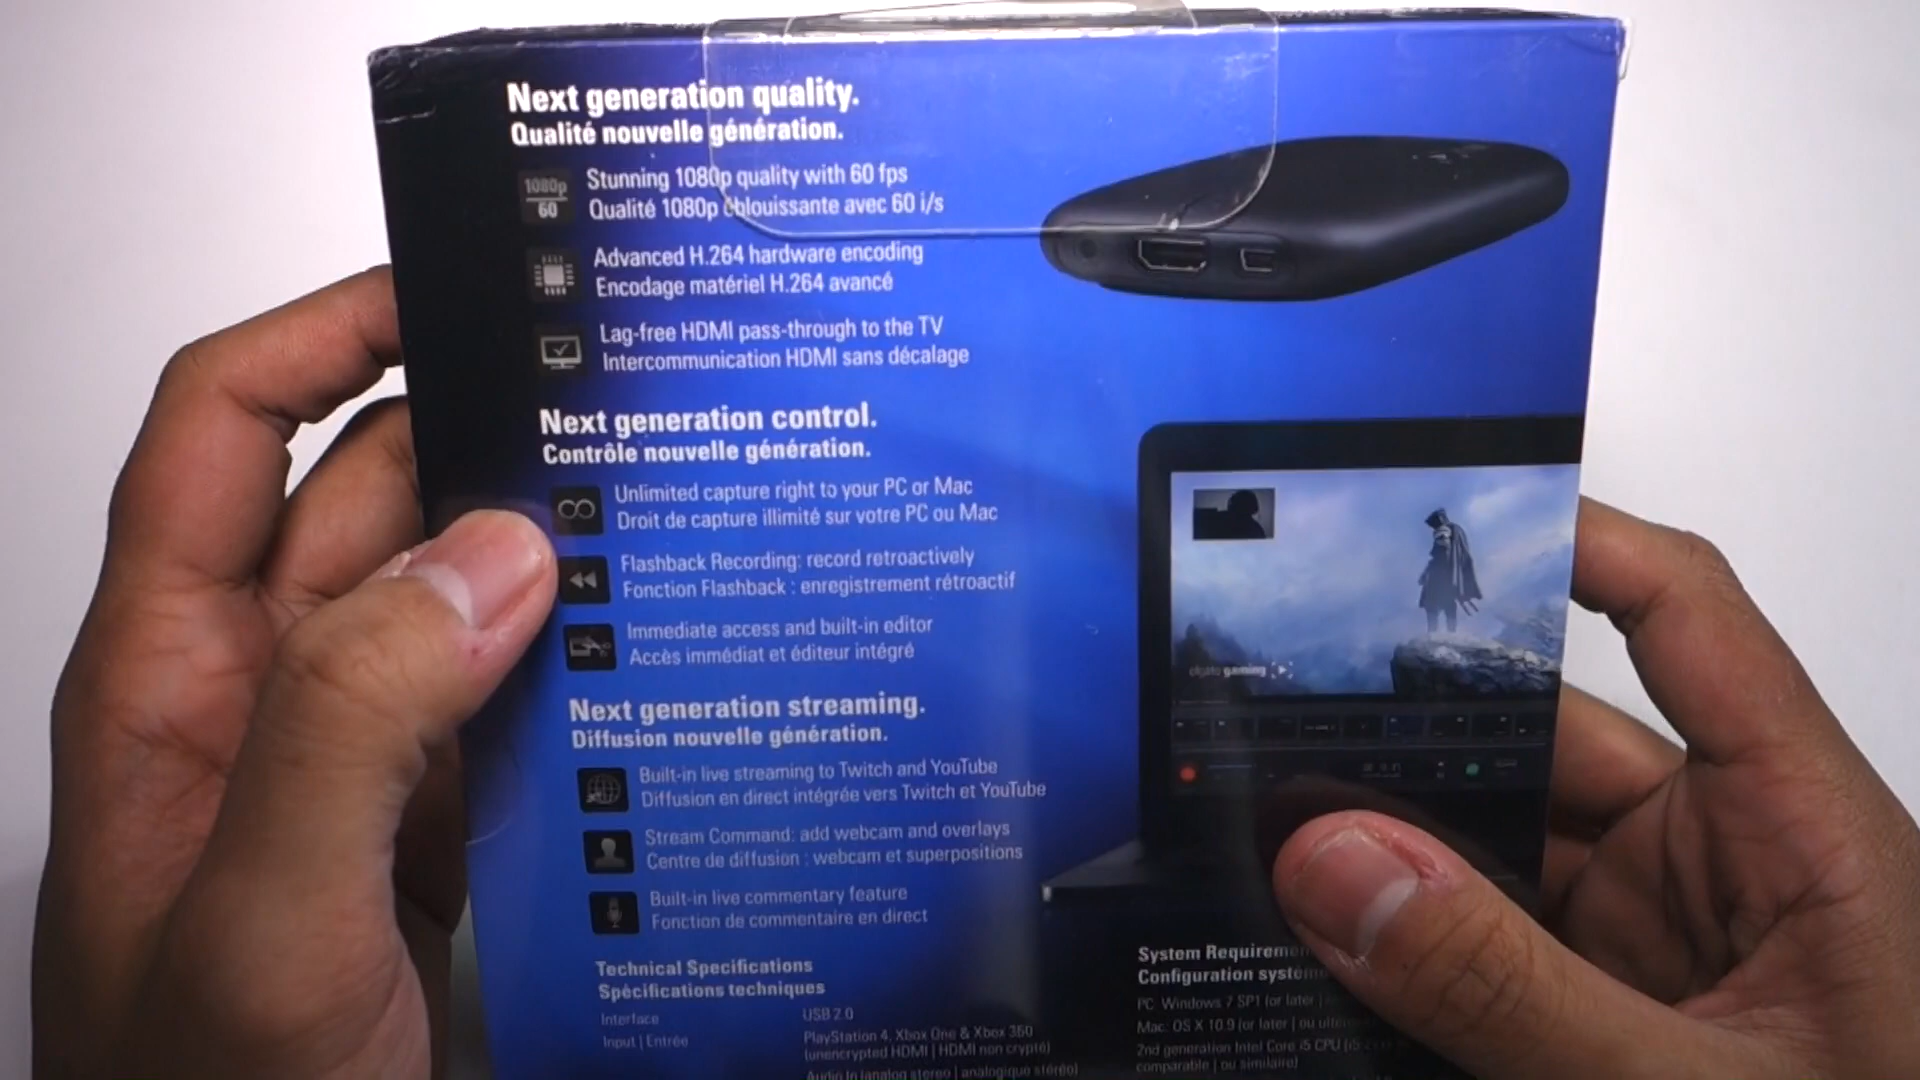 Next generation quality.
Qualité nouvelle génération.
1080p
60
Stunning 1080p quality with 60 fps
Qualité 1080p éblouissante avec 60 i/s
Advanced H.264 hardware encoding
Encodage matériel H.264 avancé
Lag-free HDMI pass-through to the TV
Intercommunication HDMI sans décalage
Next generation control.
Contrôle nouvelle génération.
Unlimited capture right to your PC or Mac
Droit de capture illimité sur votre PC ou Mac
Flashback Recording: record retroactively
Fonction Flashback : enregistrement rétroactif
Immediate access and built-in editor
Accès immédiat et éditeur intégré
elgato gaming
Next generation streaming.
Diffusion nouvelle génération.
Built-in live streaming to Twitch and YouTube
Diffusion en direct intégrée vers Twitch et YouTube
Stream Command: add webcam and overlays
Centre de diffusion : webcam et superpositions
Built-in live commentary feature
Fonction de commentaire en direct
Technical Specifications
Spécifications techniques
Interface USB 2.0
Input | Entrée PlayStation 4, Xbox One & Xbox 360
(unencrypted HDMI | HDMI non crypté)
Audio In (analog stereo | analogique stéréo)
System
Configuration
PC: Windows 7 SP1 (or later |
Mac: OS X 10.9 (or later | ou
2nd generation Intel Core i5 CPU
comparable | ou similaire)